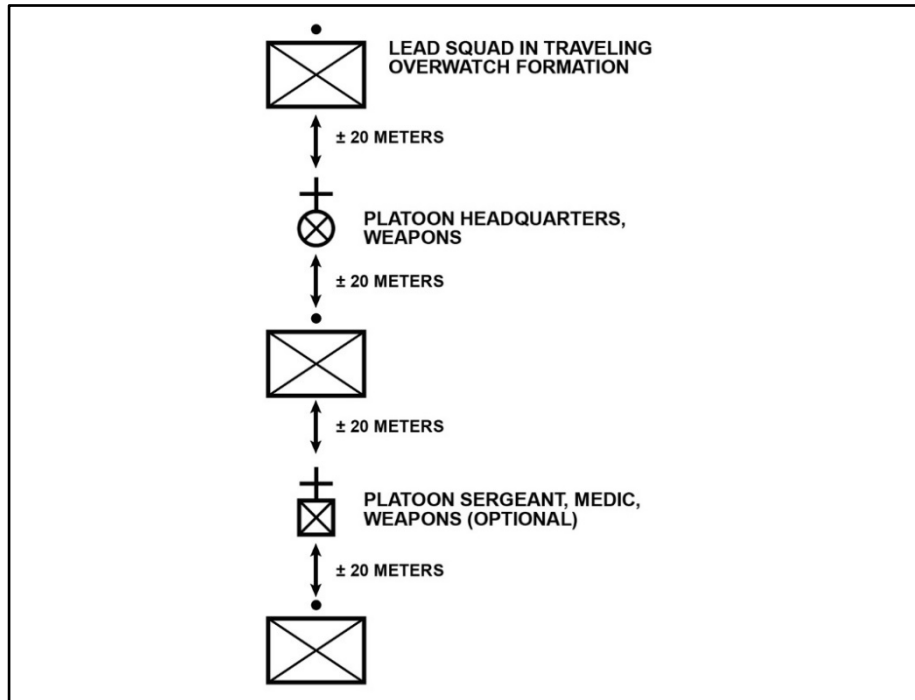 LEAD SQUAD IN TRAVELING
OVERWATCH FORMATION
± 20 METERS
PLATOON HEADQUARTERS,
WEAPONS
± 20 METERS
± 20 METERS
PLATOON SERGEANT, MEDIC,
WEAPONS (OPTIONAL)
± 20 METERS